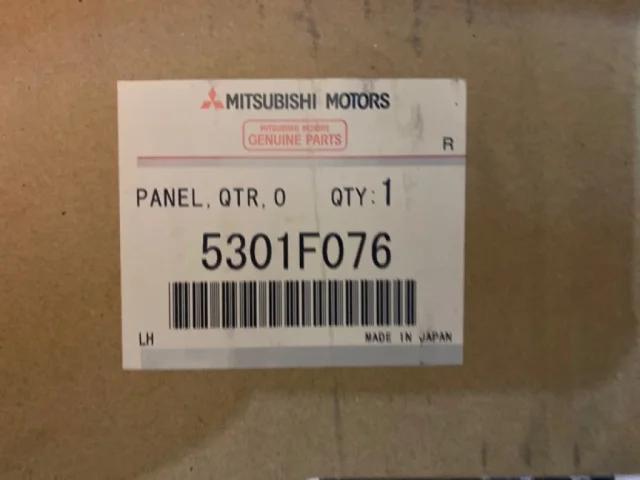 MITSUBISHI MOTORS
MITSUBISHI MOTORS
GENUINE PARTS
R
PANEL, QTR, O QTY: 1
5301F076
LH MADE IN JAPAN